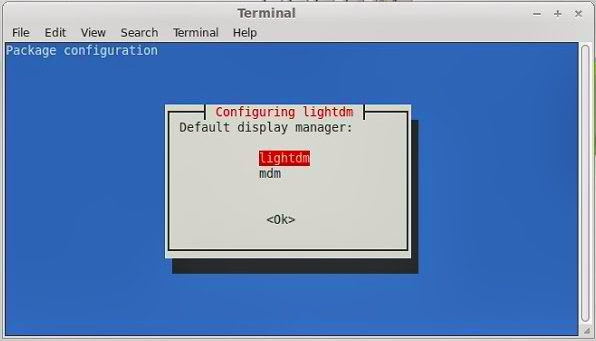 Terminal
File Edit View Search Terminal Help
Package configuration
Configuring lightdm
Default display manager:
lightdm
mdm
<Ok>